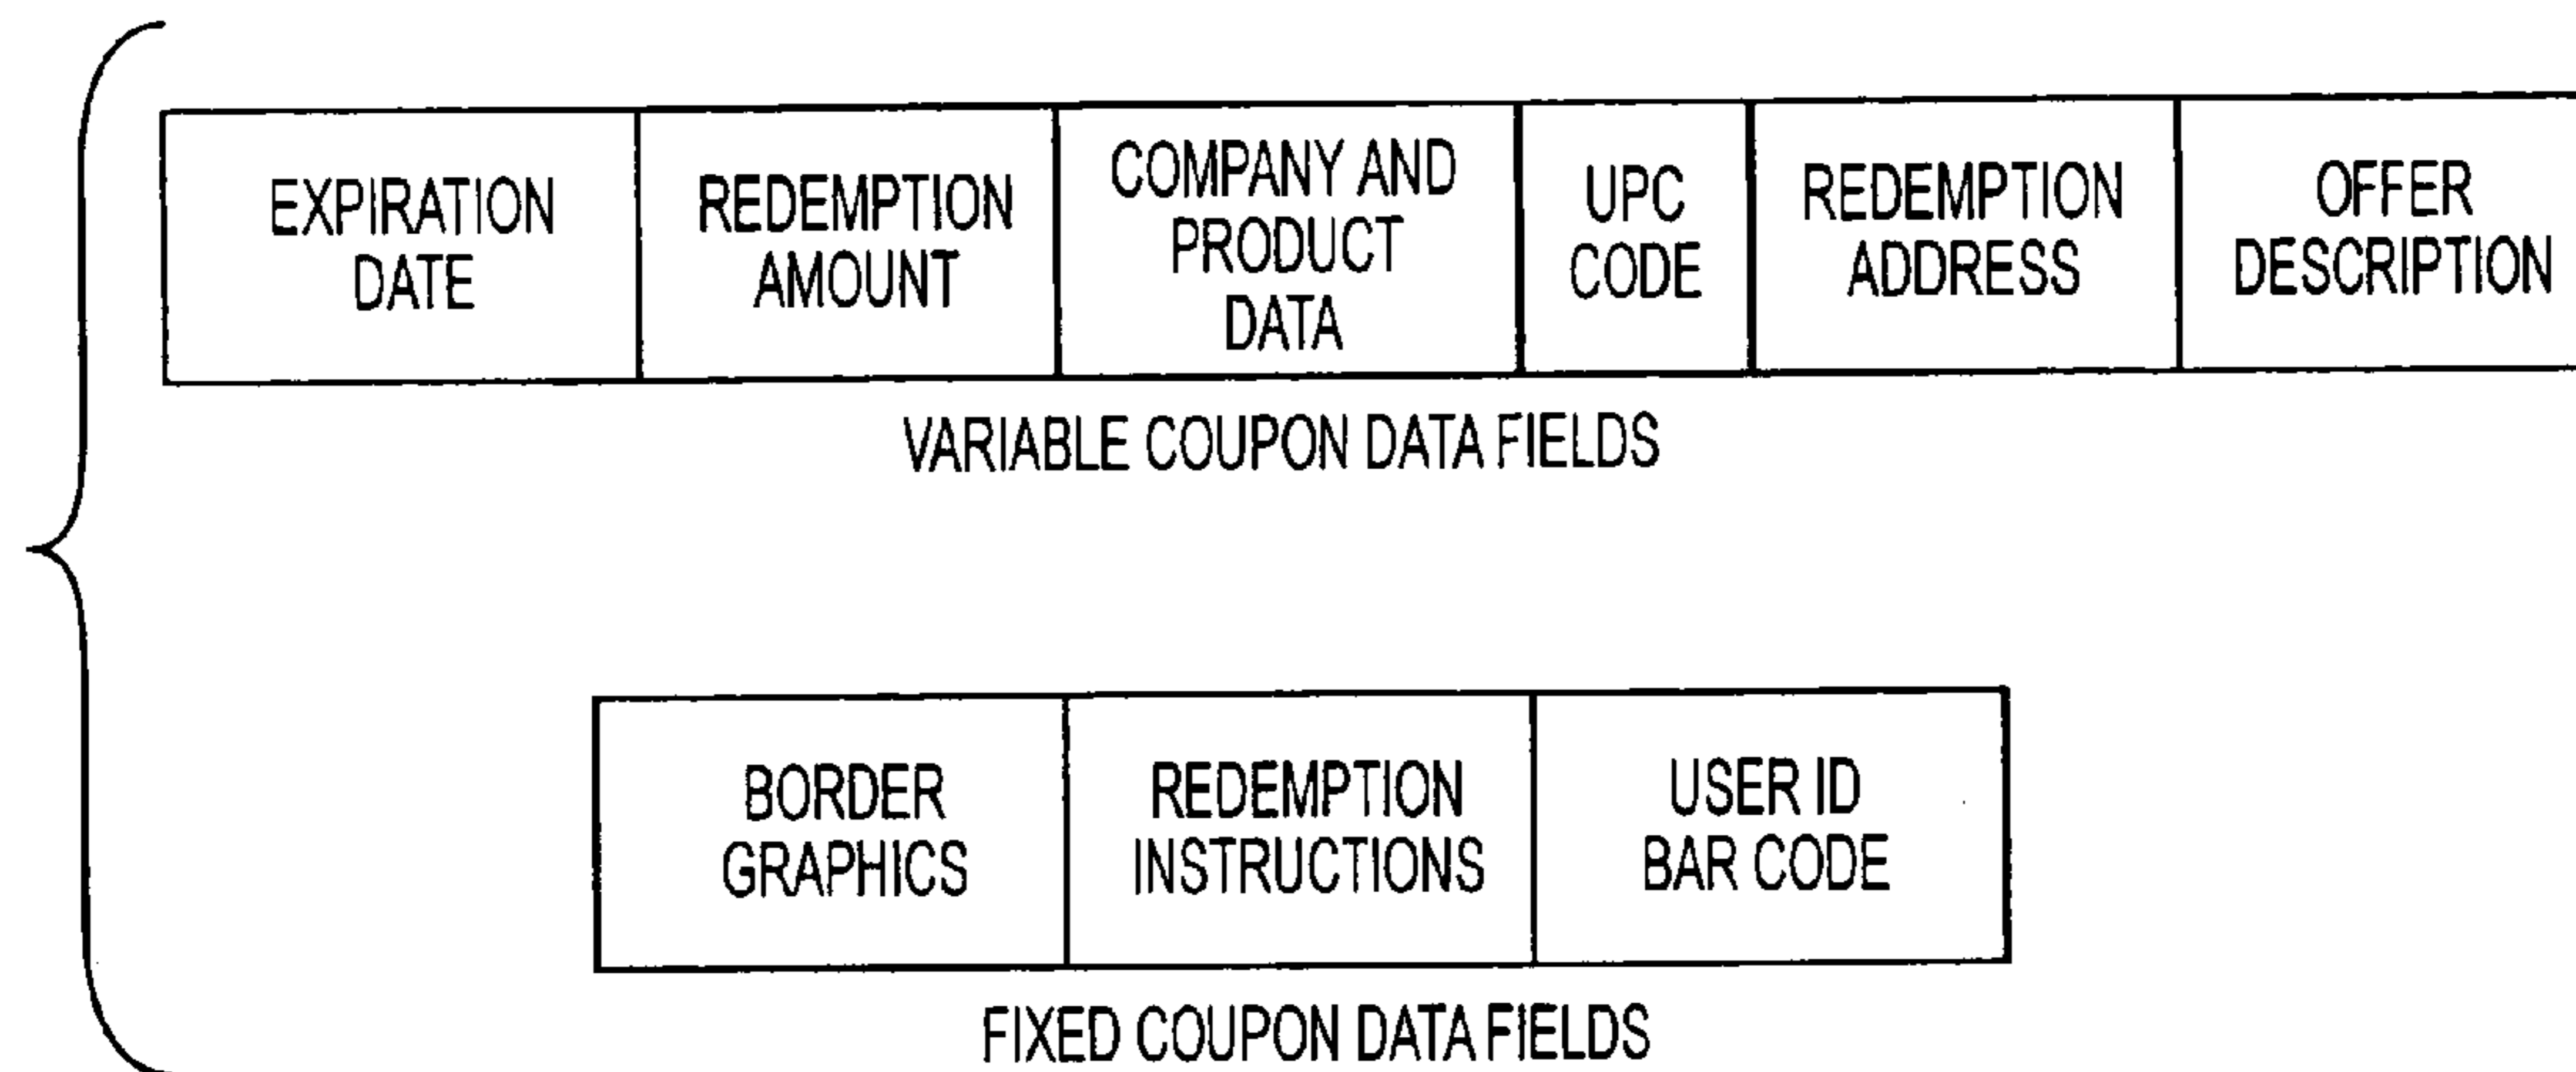 EXPIRATION
DATE
REDEMPTION
AMOUNT
COMPANY AND
PRODUCT
DATA
UPC
CODE
REDEMPTION
ADDRESS
OFFER
DESCRIPTION
VARIABLE COUPON DATA FIELDS
BORDER
GRAPHICS
REDEMPTION
INSTRUCTIONS
USER ID
BAR CODE
FIXED COUPON DATA FIELDS